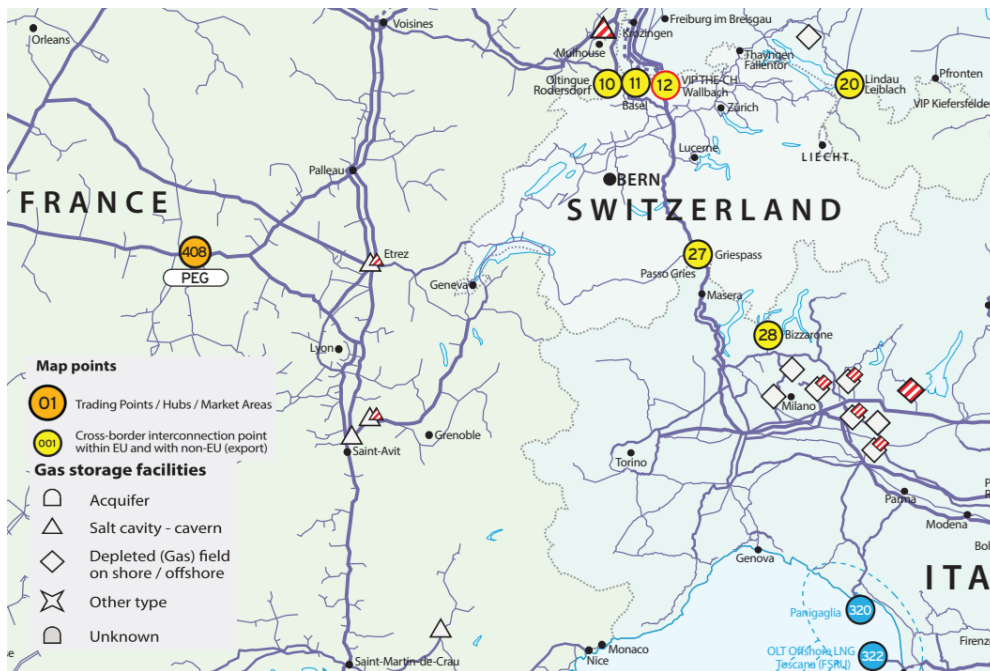 Voisines
Freiburg im Breisgau
Krozingen
Orleans
Mulhouse
Thayngen
Fallentor
Oltingue
Rodersdorf
10
11
12
VIP THE-CH
Wallbach
20
Lindau
Leiblach
Pfronten
VIP Kiefersfelden
Basel
Zürich
Lucerne
LIECHT.
Palleau
BERN
FRANCE
SWITZERLAND
408
PEG
Etrez
27
Griespass
Passo Gries
Geneva
Masera
28
Bizzarone
Lyon
Map points
01
Trading Points / Hubs / Market Areas
001
Cross-border interconnection point
within EU and with non-EU (export)
Milano
Grenoble
Saint-Avit
Torino
Gas storage facilities
Acquifer
Salt cavity - cavern
Depleted (Gas) field
on shore / offshore
Other type
Unknown
Parma
Modena
Genova
ITA
Panigaglia
320
OLT Offshore LNG
Toscana (FSRU)
322
Firenze
Monaco
Nice
Saint-Martin-de-Crau